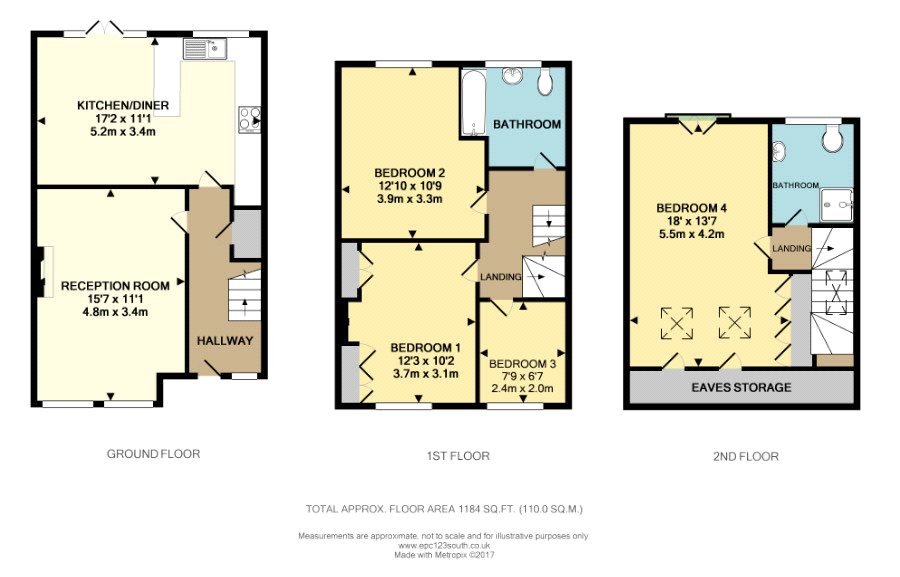 KITCHEN/DINER
17'2 x 11'1
5.2m x 3.4m
RECEPTION ROOM
15'7 x 11'1
4.8m x 3.4m
HALLWAY
GROUND FLOOR
BATHROOM
BEDROOM 2
12'10 x 10'9
3.9m x 3.3m
LANDING
BEDROOM 1
12'3 x 10'2
3.7m x 3.1m
BEDROOM 3
7'9 x 6'7
2.4m x 2.0m
1ST FLOOR
BATHROOM
BEDROOM 4
18' x 13'7
5.5m x 4.2m
LANDING
EAVES STORAGE
2ND FLOOR
TOTAL APPROX. FLOOR AREA 1184 SQ.FT. (110.0 SQ.M.)
Measurements are approximate, not to scale and for illustrative purposes only
www.epc123south.co.uk
Made with Metropix ©2017